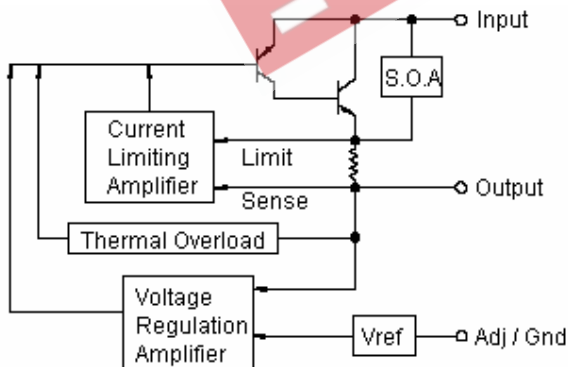 Input
S.O.A
Current
Limiting
Amplifier
Limit
Sense
Output
Thermal Overload
Voltage
Regulation
Amplifier
Vref
Adj / Gnd